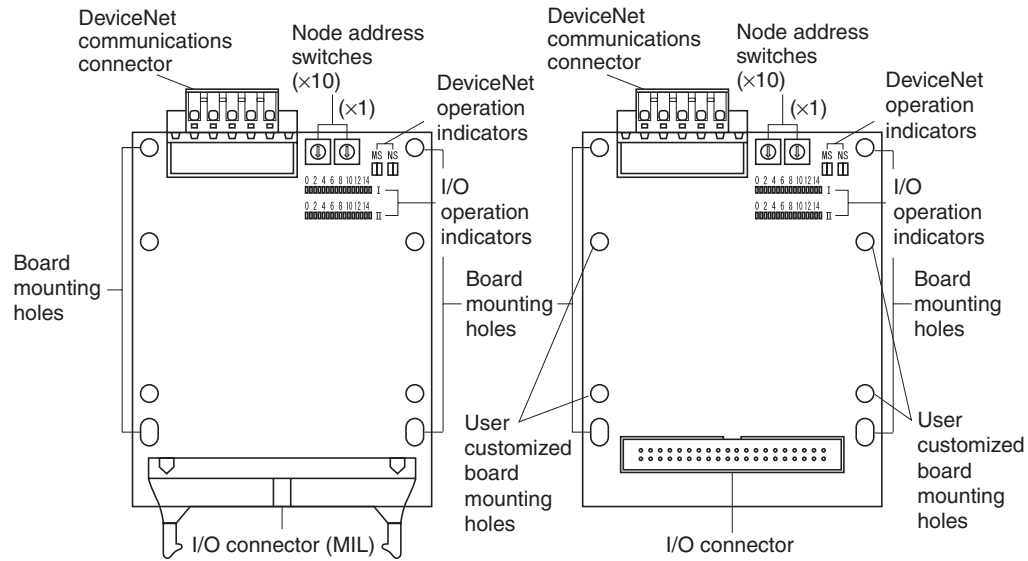 DeviceNet
communications
connector
Node address
switches
(×10)
(×1)
DeviceNet
operation
indicators
MS NS
0 2 4 6 8 10 12 14
I
0 2 4 6 8 10 12 14
II
I/O
operation
indicators
Board
mounting
holes
I/O connector (MIL)
DeviceNet
communications
connector
Node address
switches
(×10)
(×1)
DeviceNet
operation
indicators
MS NS
0 2 4 6 8 10 12 14
I
0 2 4 6 8 10 12 14
II
I/O
operation
indicators
Board
mounting
holes
Board
mounting
holes
User
customized
board
mounting
holes
User
customized
board
mounting
holes
I/O connector